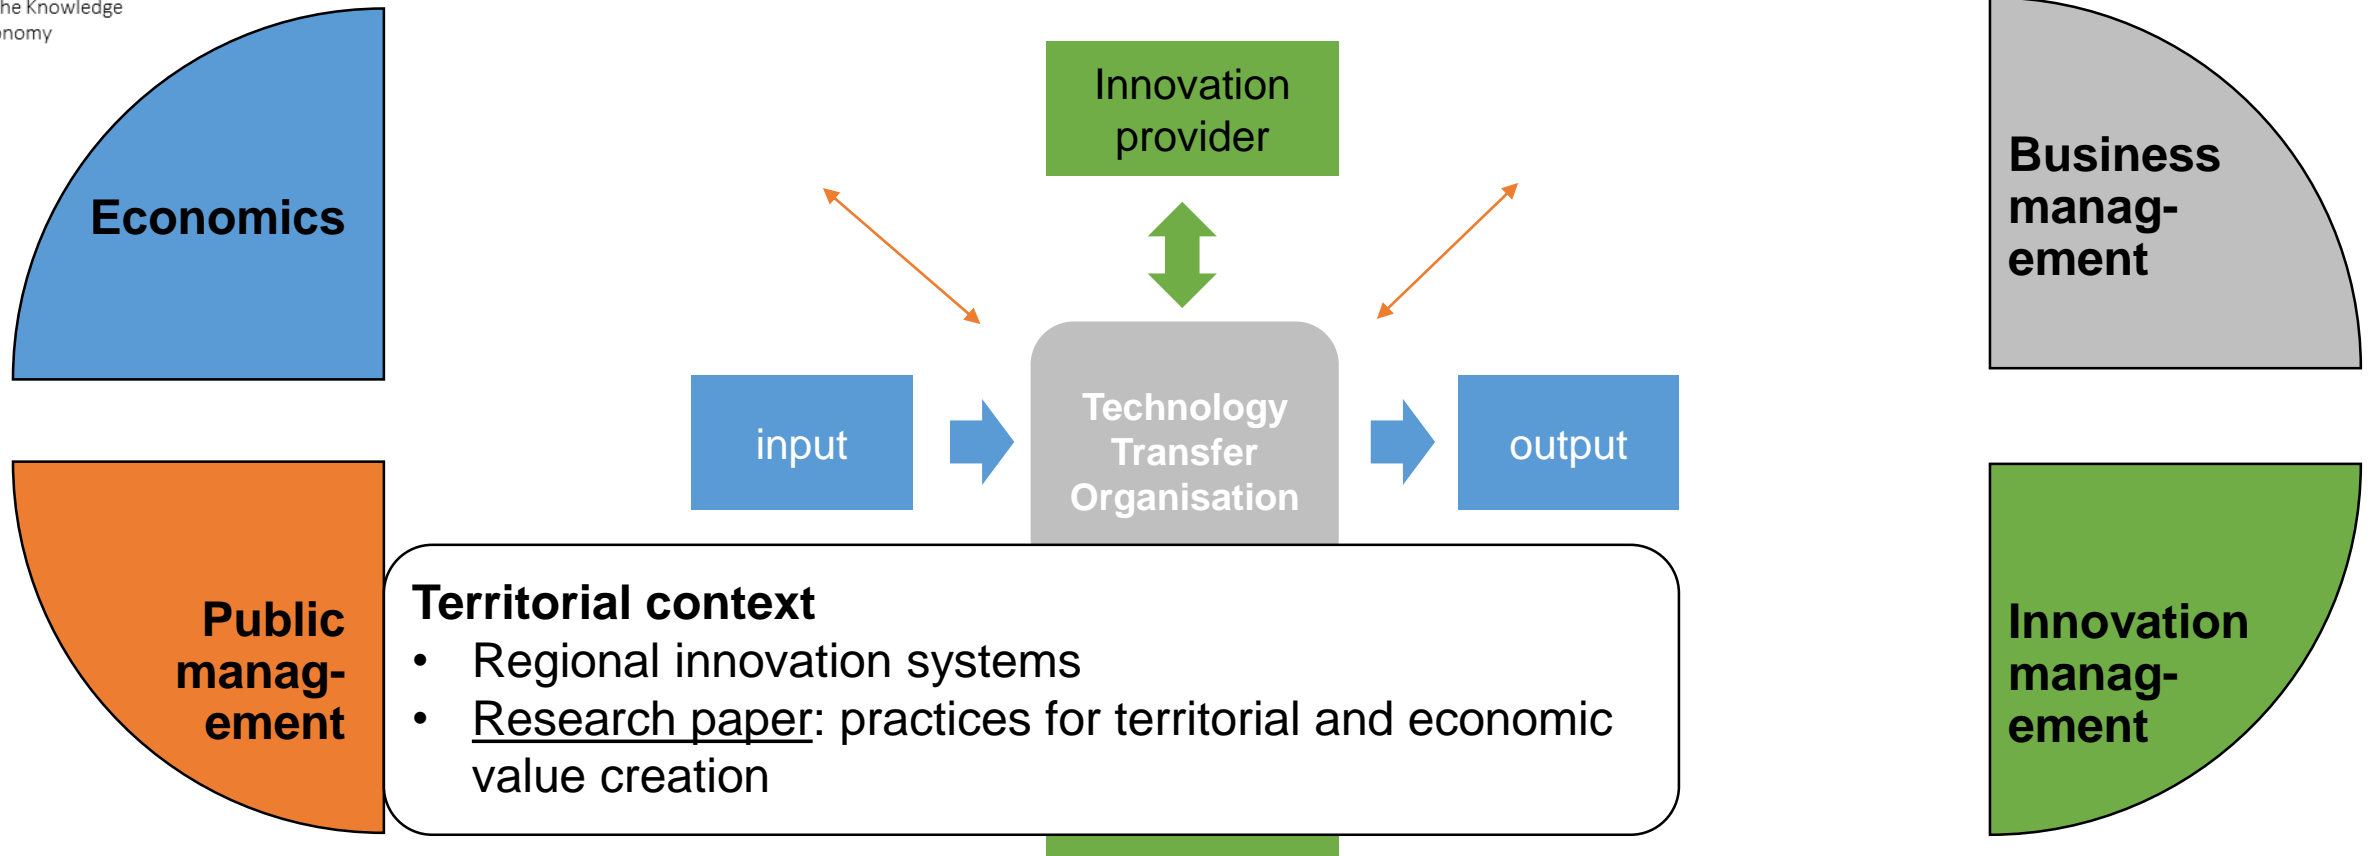 he Knowledge
onomy
Economics
Innovation
provider
Business
manag-
ement
input
Technology
Transfer
Organisation
output
Public
manag-
ement
Territorial context
• Regional innovation systems
• Research paper: practices for territorial and economic
value creation
Innovation
manag-
ement